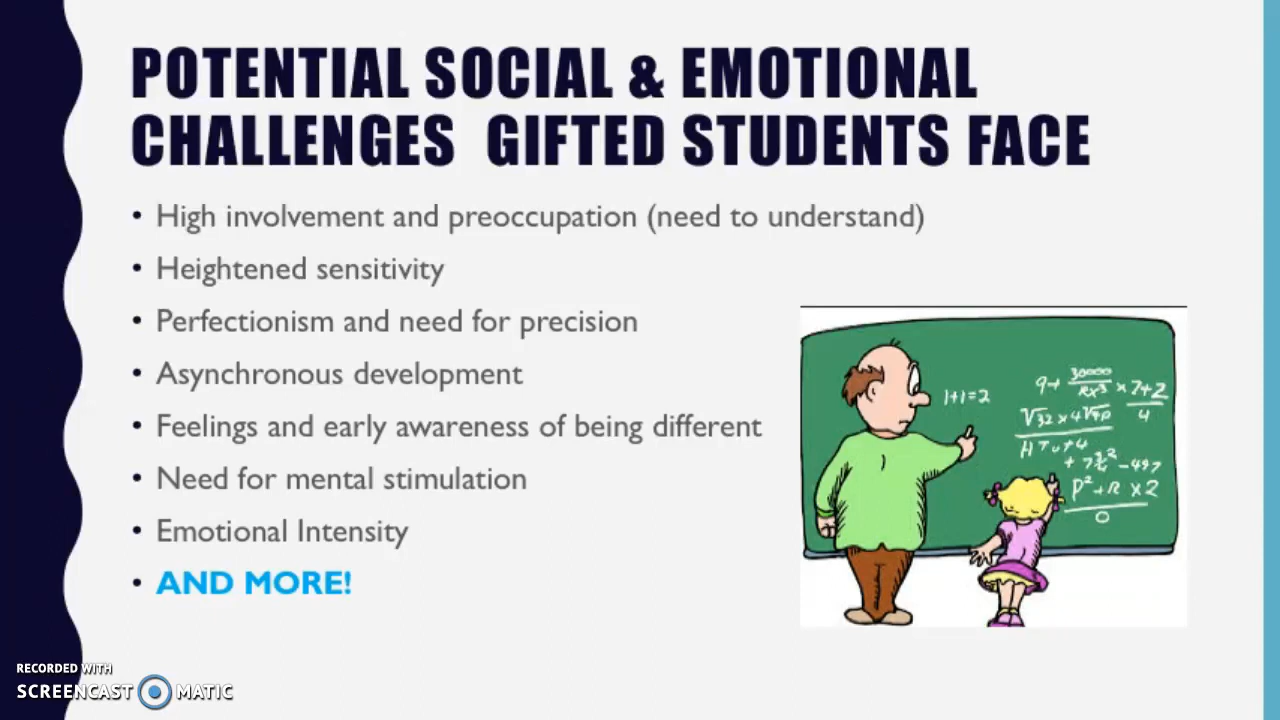 POTENTIAL SOCIAL & EMOTIONAL
CHALLENGES GIFTED STUDENTS FACE
• High involvement and preoccupation (need to understand)
• Heightened sensitivity
• Perfectionism and need for precision
• Asynchronous development
• Feelings and early awareness of being different
• Need for mental stimulation
• Emotional Intensity
• AND MORE!
1+1=2
RECORDED WITH
SCREENCAST MATIC